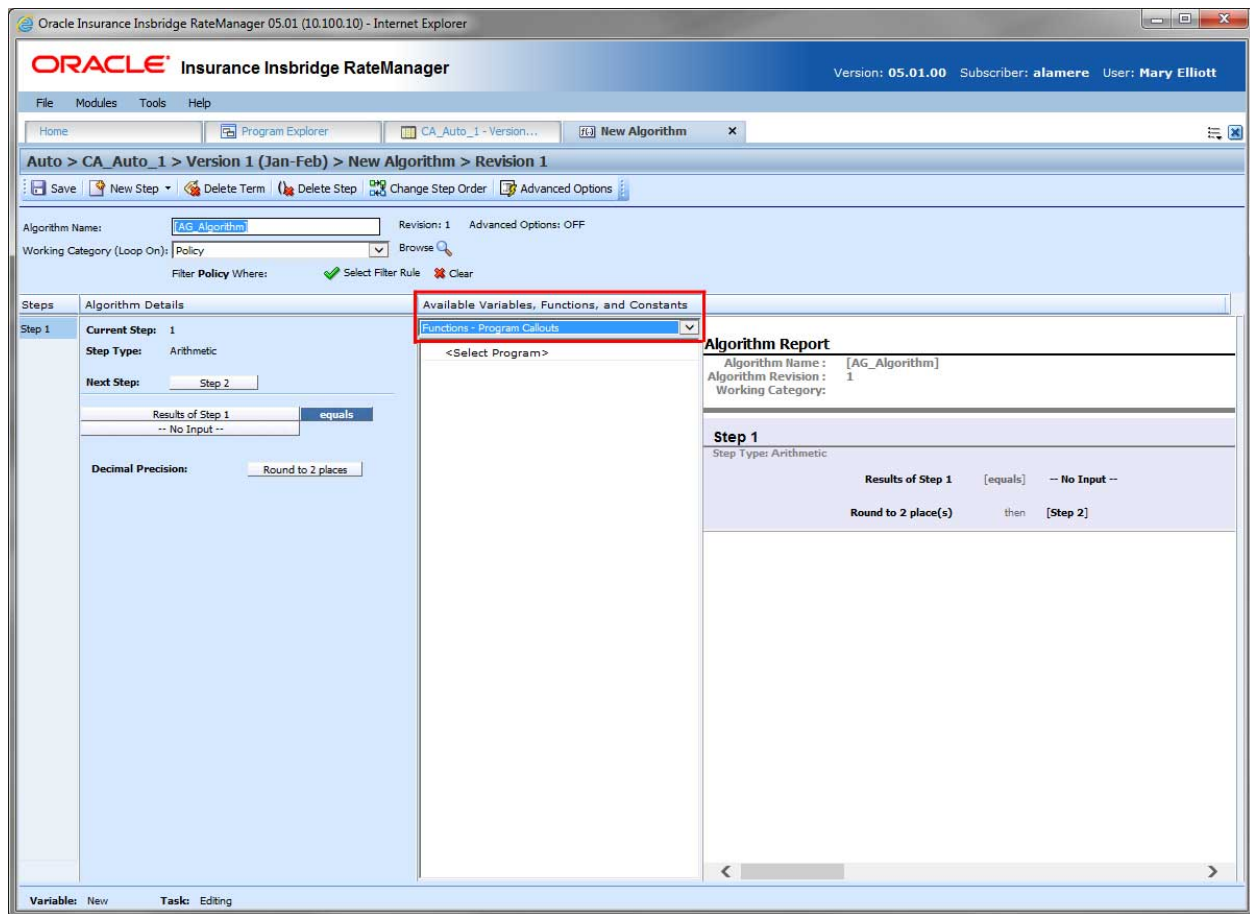 Oracle Insurance Insbridge RateManager 05.01 (10.100.10) - Internet Explorer
ORACLE Insurance Insbridge RateManager
Version: 05.01.00 Subscriber: alamere User: Mary Elliott
File Modules Tools Help
Home Program Explorer CA_Auto_1 - Version... f(x) New Algorithm x
Auto > CA_Auto_1 > Version 1 (Jan-Feb) > New Algorithm > Revision 1
Save New Step Delete Term Delete Step Change Step Order Advanced Options
Algorithm Name: [AG_Algorithm] Revision: 1 Advanced Options: OFF
Working Category (Loop On): Policy Browse
Filter Policy Where: Select Filter Rule Clear
Steps Algorithm Details Available Variables, Functions, and Constants
Step 1
Current Step: 1
Step Type: Arithmetic
Next Step: Step 2
Results of Step 1 equals
-- No Input --
Decimal Precision: Round to 2 places
Functions - Program Callouts
<Select Program>
Algorithm Report
Algorithm Name : [AG_Algorithm]
Algorithm Revision : 1
Working Category:
Step 1
Step Type: Arithmetic
Results of Step 1 [equals] -- No Input --
Round to 2 place(s) then [Step 2]
Variable: New Task: Editing